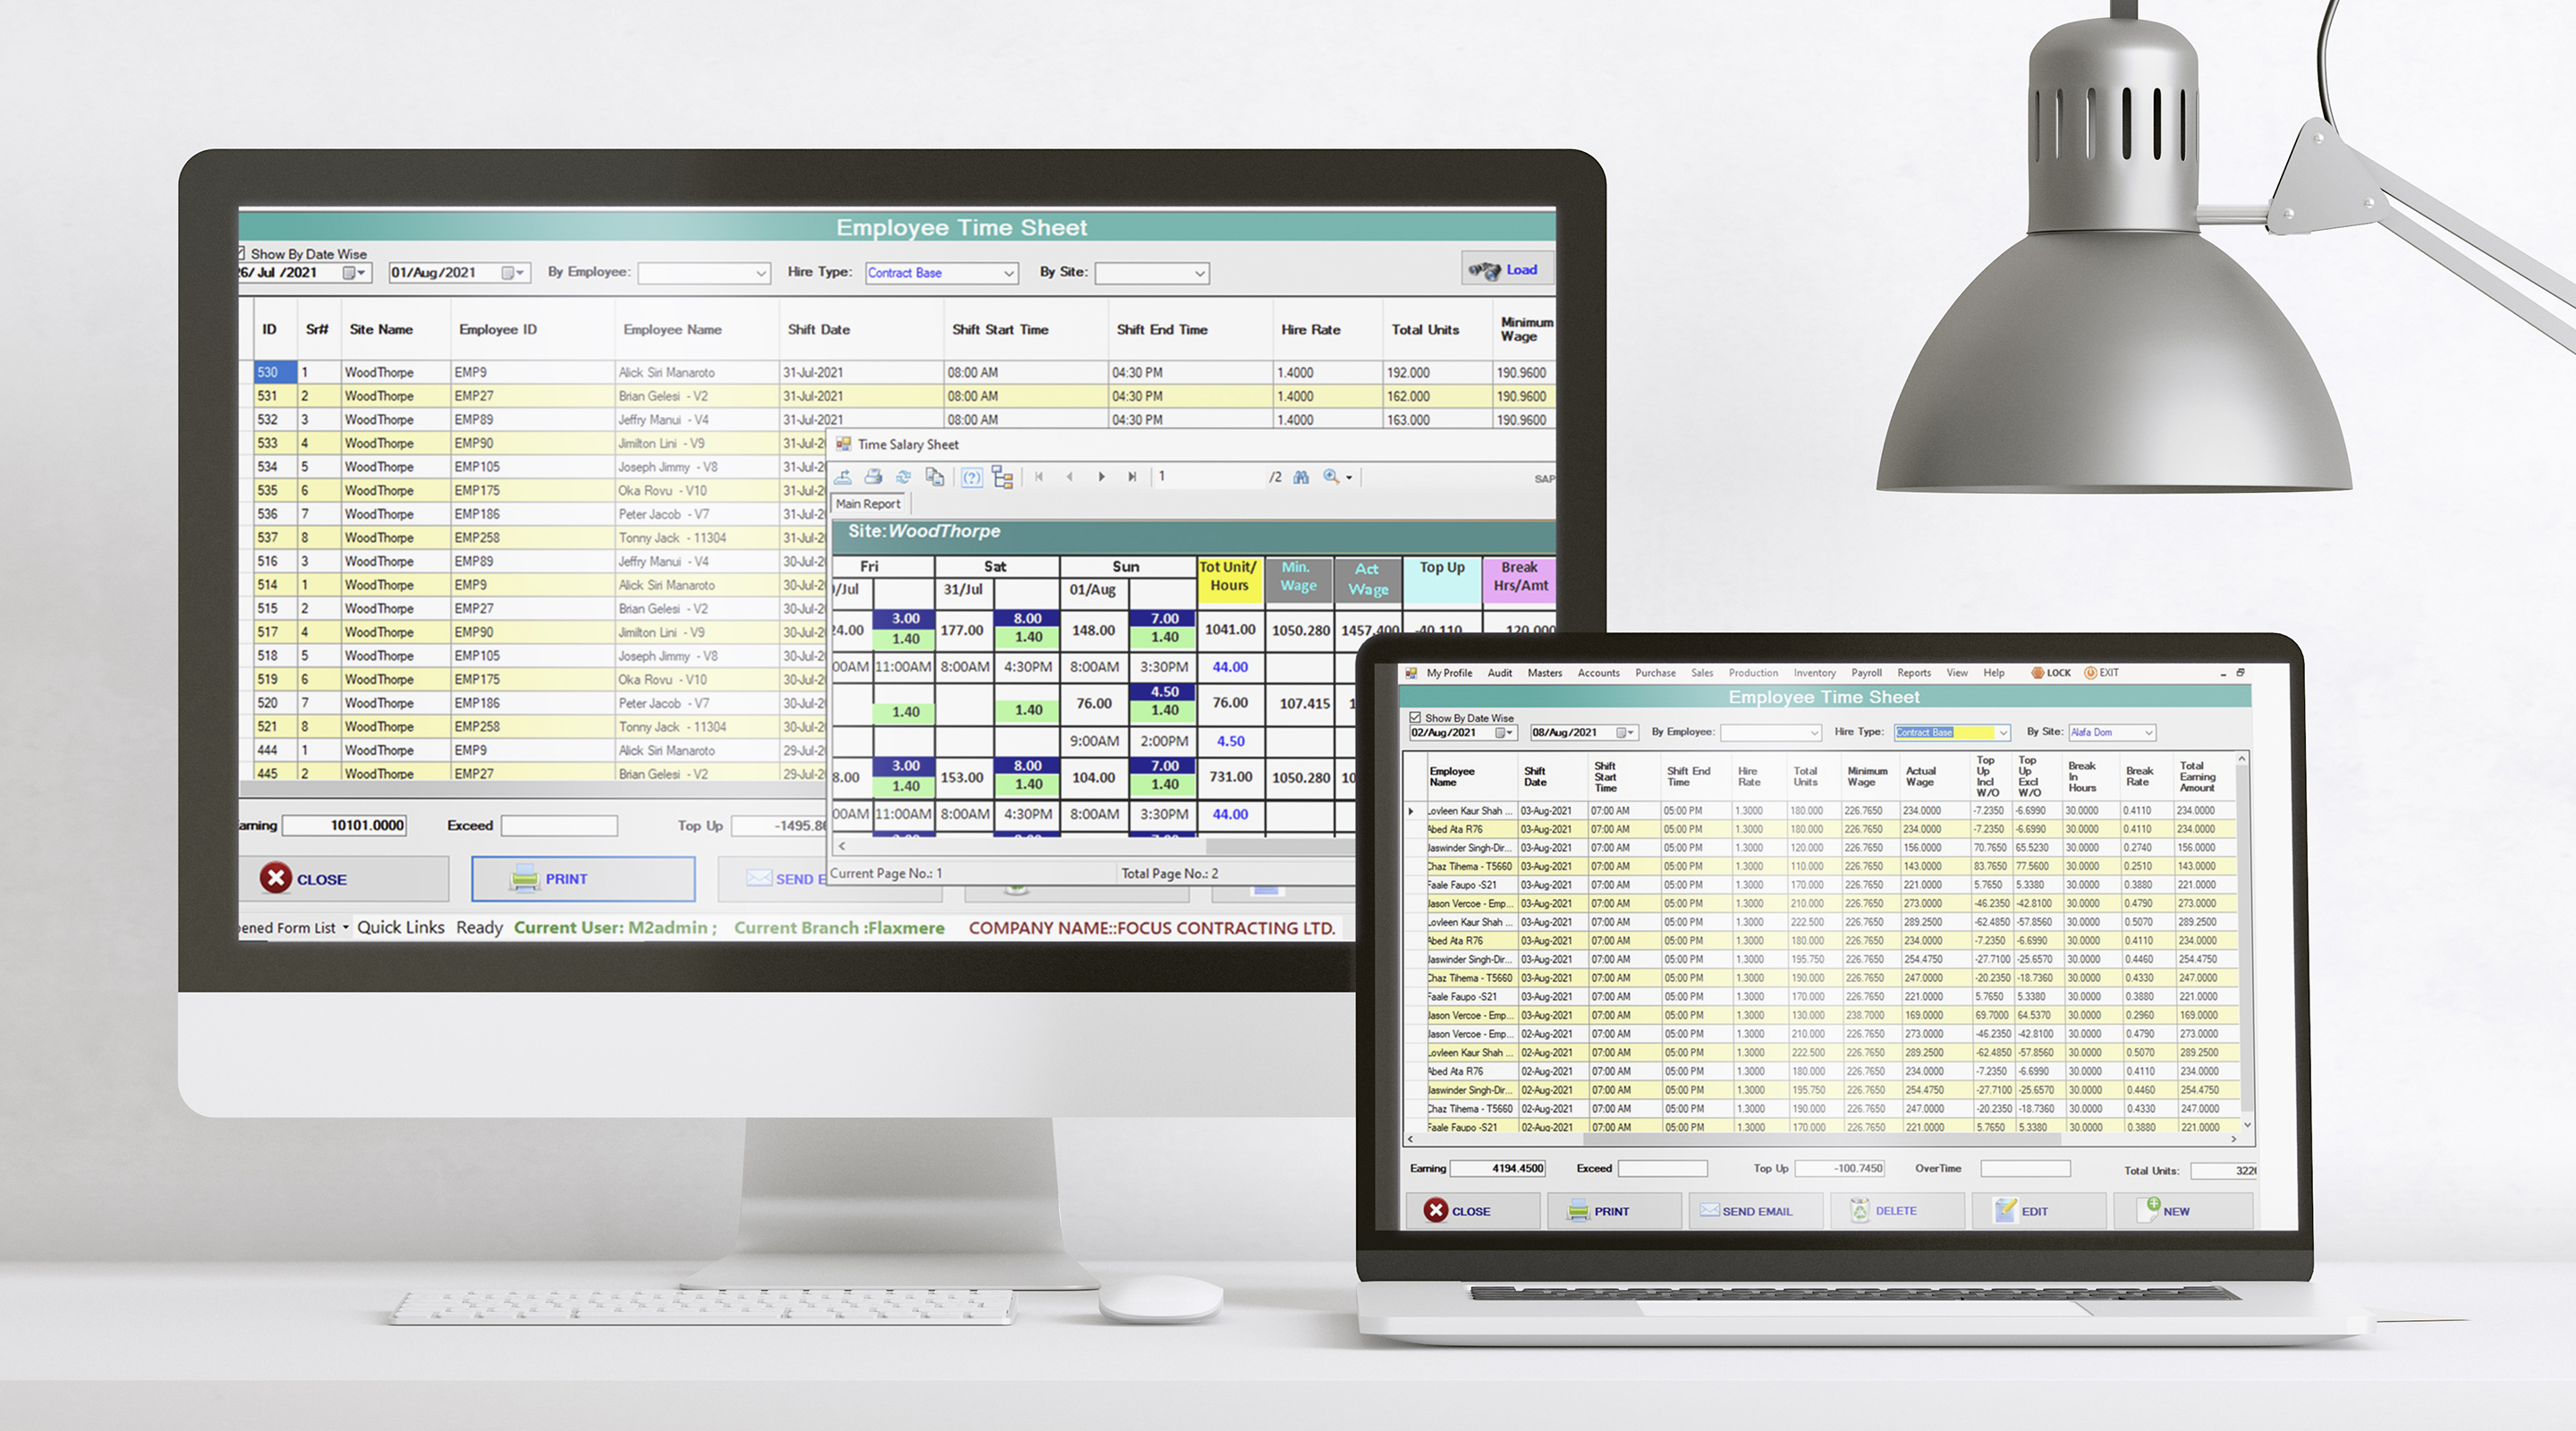 Employee Time Sheet
Show By Date Wise
26/ Jul /2021 01/Aug/2021 By Employee: Hire Type: Contract Base By Site: Load
ID Sr# Site Name Employee ID Employee Name Shift Date Shift Start Time Shift End Time Hire Rate Total Units Minimum Wage
530 1 WoodThorpe EMP9 Alick Siri Manaroto 31-Jul-2021 08:00 AM 04:30 PM 1.4000 192.000 190.9600
531 2 WoodThorpe EMP27 Brian Gelesi - V2 31-Jul-2021 08:00 AM 04:30 PM 1.4000 162.000 190.9600
532 3 WoodThorpe EMP89 Jeffry Manui - V4 31-Jul-2021 08:00 AM 04:30 PM 1.4000 163.000 190.9600
533 4 WoodThorpe EMP90 Jimilton Lini - V9 31-Jul-2
534 5 WoodThorpe EMP105 Joseph Jimmy - V8 31-Jul-2
535 6 WoodThorpe EMP175 Oka Rovu - V10 31-Jul-2
536 7 WoodThorpe EMP186 Peter Jacob - V7 31-Jul-2
537 8 WoodThorpe EMP258 Tonny Jack - 11304 31-Jul-20
516 3 WoodThorpe EMP89 Jeffry Manui - V4 30-Jul-20
514 1 WoodThorpe EMP9 Alick Siri Manaroto 30-Jul-2
515 2 WoodThorpe EMP27 Brian Gelesi - V2 30-Jul-2
517 4 WoodThorpe EMP90 Jimilton Lini - V9 30-Jul-2
518 5 WoodThorpe EMP105 Joseph Jimmy - V8 30-Jul-2
519 6 WoodThorpe EMP175 Oka Rovu - V10 30-Jul-2
520 7 WoodThorpe EMP186 Peter Jacob - V7 30-Jul-2
521 8 WoodThorpe EMP258 Tonny Jack - 11304 30-Jul-2
444 1 WoodThorpe EMP9 Alick Siri Manaroto 29-Jul-2
445 2 WoodThorpe EMP27 Brian Gelesi - V2 29-Jul-2
arning 10101.0000 Exceed Top Up -1495.86
CLOSE PRINT SEND E
ened Form List Quick Links Ready Current User: M2admin ; Current Branch :Flaxmere COMPANY NAME::FOCUS CONTRACTING LTD.
Time Salary Sheet
1 /2 SAP
Main Report
Site:WoodThorpe
Fri Sat Sun Tot Unit/ Hours Min. Wage Act Wage Top Up Break Hrs/Amt
/Jul 31/Jul 01/Aug
24.00 3.00 1.40 177.00 8.00 1.40 148.00 7.00 1.40 1041.00 1050.280 1457.400 -40.110 120.000
00AM 11:00AM 8:00AM 4:30PM 8:00AM 3:30PM 44.00
1.40 1.40 76.00 4.50 1.40 76.00 107.415 1
9:00AM 2:00PM 4.50
8.00 3.00 1.40 153.00 8.00 1.40 104.00 7.00 1.40 731.00 1050.280 10
00AM 11:00AM 8:00AM 4:30PM 8:00AM 3:30PM 44.00
Current Page No.: 1 Total Page No.: 2
My Profile Audit Masters Accounts Purchase Sales Production Inventory Payroll Reports View Help LOCK EXIT
Employee Time Sheet
Show By Date Wise
02/Aug/2021 08/Aug/2021 By Employee: Hire Type: Contract Base By Site: Alafa Dom
Employee Name Shift Date Shift Start Time Shift End Time Hire Rate Total Units Minimum Wage Actual Wage Top Up Incl W/O Top Up Excl W/O Break In Hours Break Rate Total Earning Amount
Lovleen Kaur Shah ... 03-Aug-2021 07:00 AM 05:00 PM 1.3000 180.000 226.7650 234.0000 -7.2350 -6.6990 30.0000 0.4110 234.0000
Abed Ata R76 03-Aug-2021 07:00 AM 05:00 PM 1.3000 180.000 226.7650 234.0000 -7.2350 -6.6990 30.0000 0.4110 234.0000
Jaswinder Singh-Dir... 03-Aug-2021 07:00 AM 05:00 PM 1.3000 120.000 226.7650 156.0000 70.7650 65.5230 30.0000 0.2740 156.0000
Chaz Tihema - T5660 03-Aug-2021 07:00 AM 05:00 PM 1.3000 110.000 226.7650 143.0000 83.7650 77.5600 30.0000 0.2510 143.0000
Faale Faupo -S21 03-Aug-2021 07:00 AM 05:00 PM 1.3000 170.000 226.7650 221.0000 5.7650 5.3380 30.0000 0.3880 221.0000
Jason Vercoe - Emp... 03-Aug-2021 07:00 AM 05:00 PM 1.3000 210.000 226.7650 273.0000 -46.2350 -42.8100 30.0000 0.4790 273.0000
Lovleen Kaur Shah ... 03-Aug-2021 07:00 AM 05:00 PM 1.3000 222.500 226.7650 289.2500 -62.4850 -57.8560 30.0000 0.5070 289.2500
Abed Ata R76 03-Aug-2021 07:00 AM 05:00 PM 1.3000 180.000 226.7650 234.0000 -7.2350 -6.6990 30.0000 0.4110 234.0000
Jaswinder Singh-Dir... 03-Aug-2021 07:00 AM 05:00 PM 1.3000 195.750 226.7650 254.4750 -27.7100 -25.6570 30.0000 0.4460 254.4750
Chaz Tihema - T5660 03-Aug-2021 07:00 AM 05:00 PM 1.3000 190.000 226.7650 247.0000 -20.2350 -18.7360 30.0000 0.4330 247.0000
Faale Faupo -S21 03-Aug-2021 07:00 AM 05:00 PM 1.3000 170.000 226.7650 221.0000 5.7650 5.3380 30.0000 0.3880 221.0000
Jason Vercoe - Emp... 03-Aug-2021 07:00 AM 05:00 PM 1.3000 130.000 238.7000 169.0000 69.7000 64.5370 30.0000 0.2960 169.0000
Jason Vercoe - Emp... 02-Aug-2021 07:00 AM 05:00 PM 1.3000 210.000 226.7650 273.0000 -46.2350 -42.8100 30.0000 0.4790 273.0000
Lovleen Kaur Shah ... 02-Aug-2021 07:00 AM 05:00 PM 1.3000 222.500 226.7650 289.2500 -62.4850 -57.8560 30.0000 0.5070 289.2500
Abed Ata R76 02-Aug-2021 07:00 AM 05:00 PM 1.3000 180.000 226.7650 234.0000 -7.2350 -6.6990 30.0000 0.4110 234.0000
Jaswinder Singh-Dir... 02-Aug-2021 07:00 AM 05:00 PM 1.3000 195.750 226.7650 254.4750 -27.7100 -25.6570 30.0000 0.4460 254.4750
Chaz Tihema - T5660 02-Aug-2021 07:00 AM 05:00 PM 1.3000 190.000 226.7650 247.0000 -20.2350 -18.7360 30.0000 0.4330 247.0000
Faale Faupo -S21 02-Aug-2021 07:00 AM 05:00 PM 1.3000 170.000 226.7650 221.0000 5.7650 5.3380 30.0000 0.3880 221.0000
Earning 4194.4500 Exceed Top Up -100.7450 OverTime Total Units: 322
CLOSE PRINT SEND EMAIL DELETE EDIT NEW